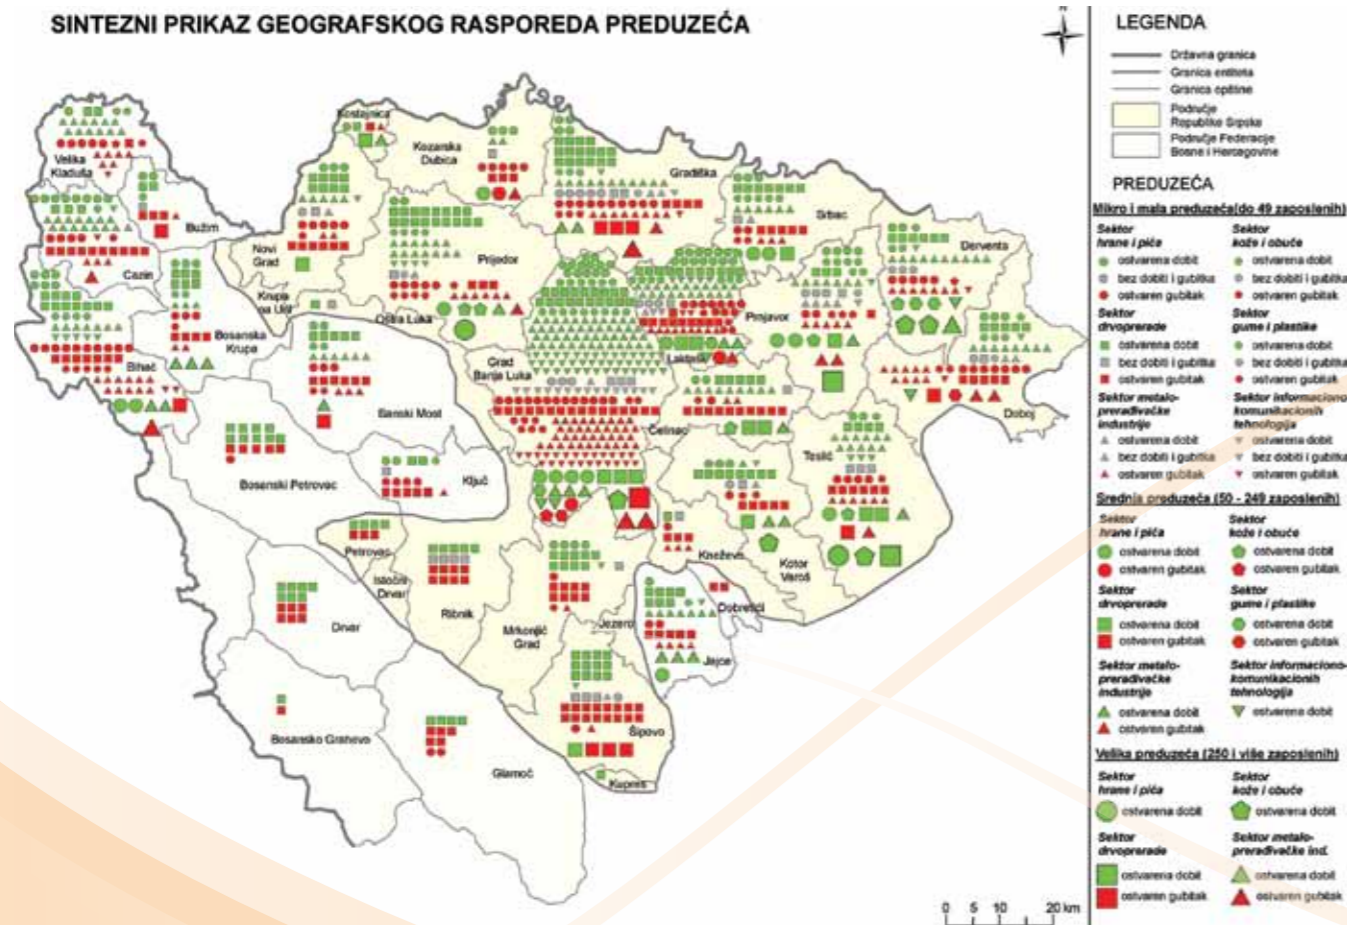 SINTEZNI PRIKAZ GEOGRAFSKOG RASPOREDA PREDUZEĆA
N
Kostajnica
Velika
Kladuša
Kozarska
Dubica
Gradiška
Bužim
Srbac
Novi
Grad
Prijedor
Derventa
Cazin
Krupa
na Uni
Bosanska
Krupa
Oštra Luka
Prnjavor
Laktaši
Bihać
Grad
Banja Luka
Sanski Most
Čelinac
Doboj
Teslić
Bosanski Petrovac
Ključ
Petrovac
Kneževo
Kotor
Varoš
Istočni
Drvar
Ribnik
Drvar
Mrkonjić
Grad
Jezero
Dobretići
Jajce
Bosansko Grahovo
Glamoč
Šipovo
Kupres
0 5 10 20 km
LEGENDA
Državna granica
Granica entiteta
Granica opštine
Područje
Republike Srpske
Područje Federacije
Bosne i Hercegovine
PREDUZEĆA
Mikro i mala preduzeća(do 49 zaposlenih)
Sektor
hrane i pića
ostvarena dobit
bez dobiti i gubitka
ostvaren gubitak
Sektor
kože i obuće
ostvarena dobit
bez dobiti i gubitka
ostvaren gubitak
Sektor
drvoprerade
ostvarena dobit
bez dobiti i gubitka
ostvaren gubitak
Sektor
gume i plastike
ostvarena dobit
bez dobiti i gubitka
ostvaren gubitak
Sektor metalo-
prerađivačke
industrije
ostvarena dobit
bez dobiti i gubitka
ostvaren gubitak
Sektor informaciono-
komunikacionih
tehnologija
ostvarena dobit
bez dobiti i gubitka
ostvaren gubitak
Srednja preduzeća (50 - 249 zaposlenih)
Sektor
hrane i pića
ostvarena dobit
ostvaren gubitak
Sektor
kože i obuće
ostvarena dobit
ostvaren gubitak
Sektor
drvoprerade
ostvarena dobit
ostvaren gubitak
Sektor
gume i plastike
ostvarena dobit
ostvaren gubitak
Sektor metalo-
prerađivačke
industrije
ostvarena dobit
ostvaren gubitak
Sektor informaciono-
komunikacionih
tehnologija
ostvarena dobit
Velika preduzeća (250 i više zaposlenih)
Sektor
hrane i pića
ostvarena dobit
Sektor
kože i obuće
ostvarena dobit
Sektor
drvoprerade
ostvarena dobit
ostvaren gubitak
Sektor metalo-
prerađivačke ind.
ostvarena dobit
ostvaren gubitak